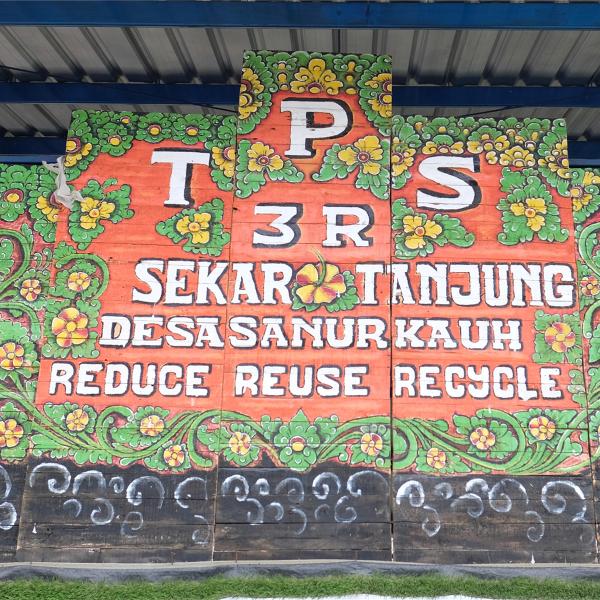 TPS
3R
SEKAR TANJUNG
DESA SANUR KAUH
REDUCE REUSE RECYCLE